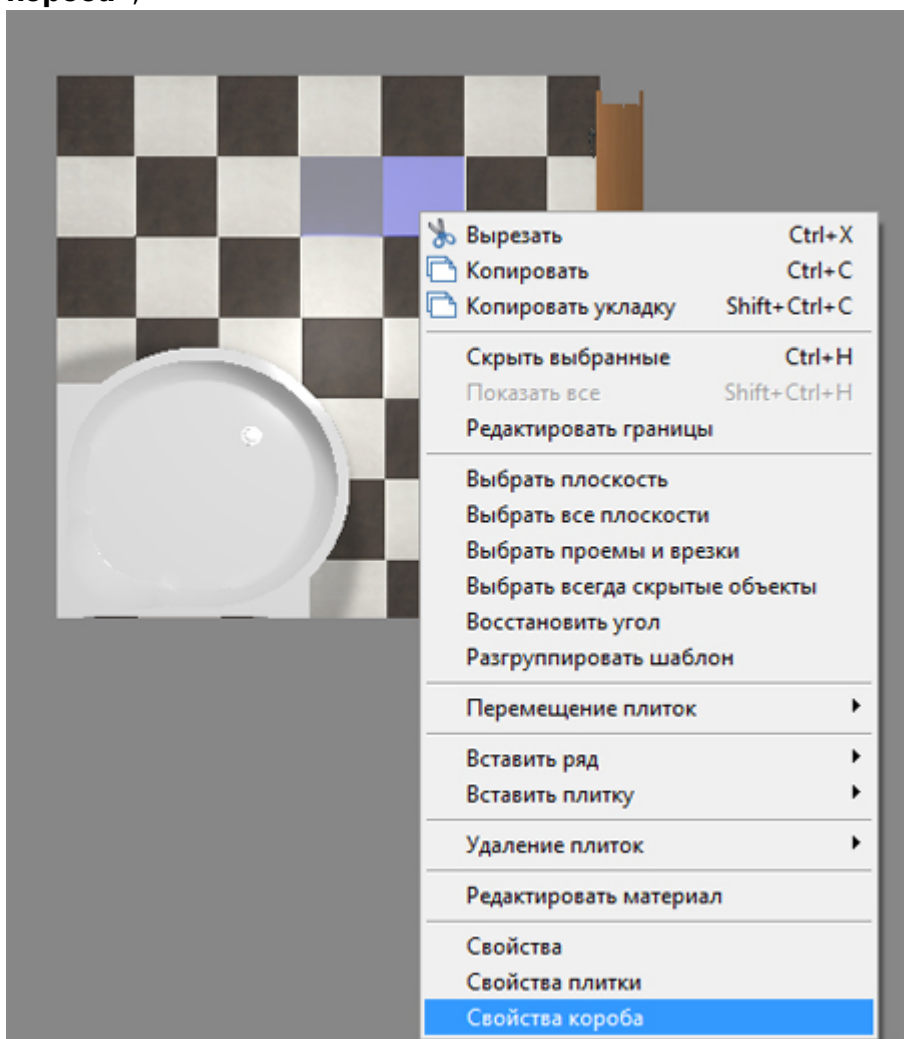 Вырезать Ctrl+X
Копировать Ctrl+C
Копировать укладку Shift+Ctrl+C
Скрыть выбранные Ctrl+H
Показать все Shift+Ctrl+H
Редактировать границы
Выбрать плоскость
Выбрать все плоскости
Выбрать проемы и врезки
Выбрать всегда скрытые объекты
Восстановить угол
Разгруппировать шаблон
Перемещение плиток
Вставить ряд
Вставить плитку
Удаление плиток
Редактировать материал
Свойства
Свойства плитки
Свойства короба